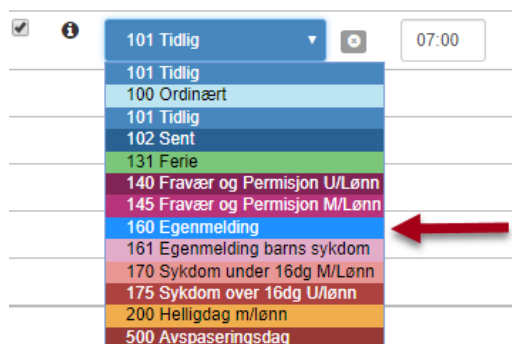 101 Tidlig 07:00
101 Tidlig
100 Ordinært
101 Tidlig
102 Sent
131 Ferie
140 Fravær og Permisjon U/Lønn
145 Fravær og Permisjon M/Lønn
160 Egenmelding
161 Egenmelding barns sykdom
170 Sykdom under 16dg M/Lønn
175 Sykdom over 16dg U/lønn
200 Helligdag m/lønn
500 Avspaseringsdag